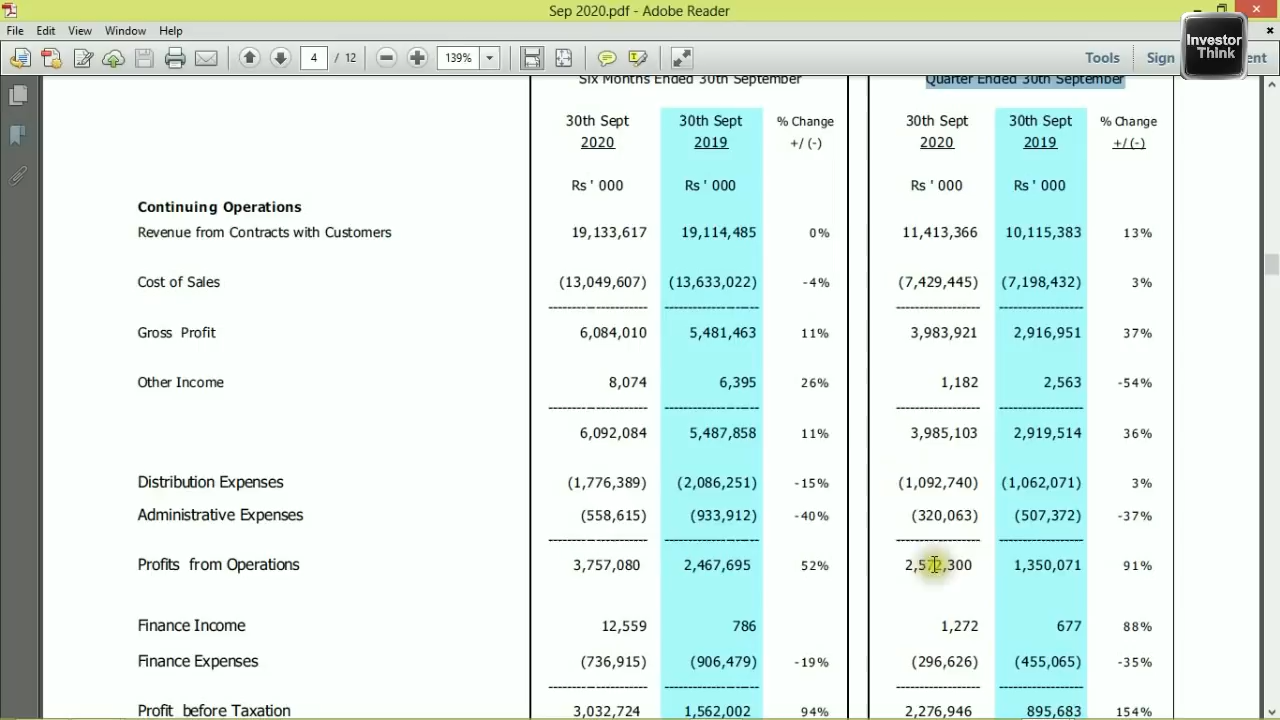 Sep 2020.pdf - Adobe Reader
File Edit View Window Help
4 / 12 139% Tools Sign ent
Investor
Think
Six Months Ended 30th September Quarter Ended 30th September
30th Sept 30th Sept % Change 30th Sept 30th Sept % Change
2020 2019 +/ (-) 2020 2019 +/ (-)
Rs ' 000 Rs ' 000 Rs ' 000 Rs ' 000
Continuing Operations
Revenue from Contracts with Customers 19,133,617 19,114,485 0% 11,413,366 10,115,383 13%
Cost of Sales (13,049,607) (13,633,022) -4% (7,429,445) (7,198,432) 3%
Gross Profit 6,084,010 5,481,463 11% 3,983,921 2,916,951 37%
Other Income 8,074 6,395 26% 1,182 2,563 -54%
6,092,084 5,487,858 11% 3,985,103 2,919,514 36%
Distribution Expenses (1,776,389) (2,086,251) -15% (1,092,740) (1,062,071) 3%
Administrative Expenses (558,615) (933,912) -40% (320,063) (507,372) -37%
Profits from Operations 3,757,080 2,467,695 52% 2,572,300 1,350,071 91%
Finance Income 12,559 786 1,272 677 88%
Finance Expenses (736,915) (906,479) -19% (296,626) (455,065) -35%
Profit before Taxation 3,032,724 1,562,002 94% 2,276,946 895,683 154%